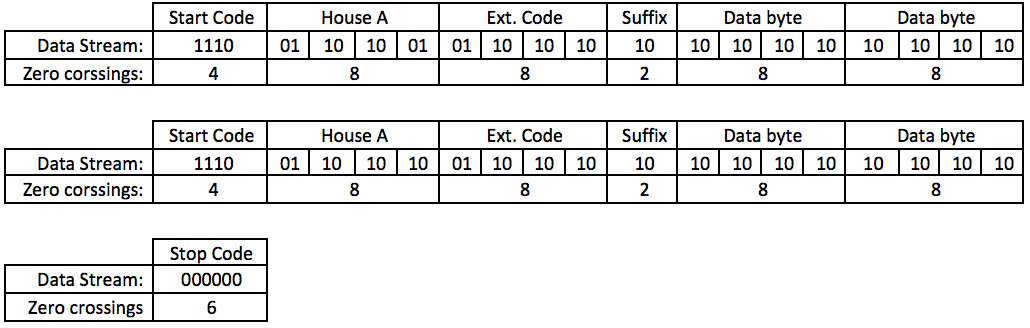 Start Code House A Ext. Code Suffix Data byte Data byte
Data Stream: 1110 01 10 10 01 01 10 10 10 10 10 10 10 10 10 10 10 10
Zero corssings: 4 8 8 2 8 8
Start Code House A Ext. Code Suffix Data byte Data byte
Data Stream: 1110 01 10 10 10 01 10 10 10 10 10 10 10 10 10 10 10 10
Zero corssings: 4 8 8 2 8 8
Stop Code
Data Stream: 000000
Zero crossings 6